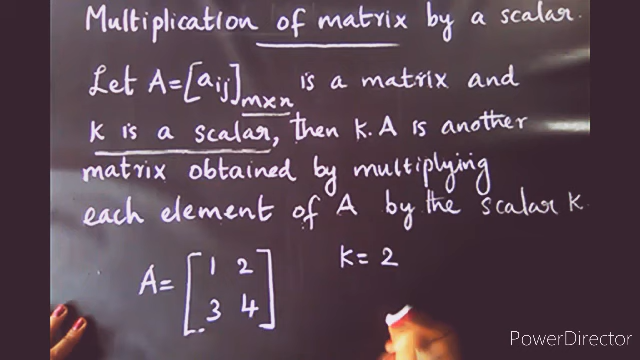 Multiplication of matrix by a scalar.
Let A=[aij]m×n is a matrix and
K is a scalar, then K.A is another
matrix obtained by multiplying
each element of A by the scalar K
A= [1 2
3 4] K=2
PowerDirector